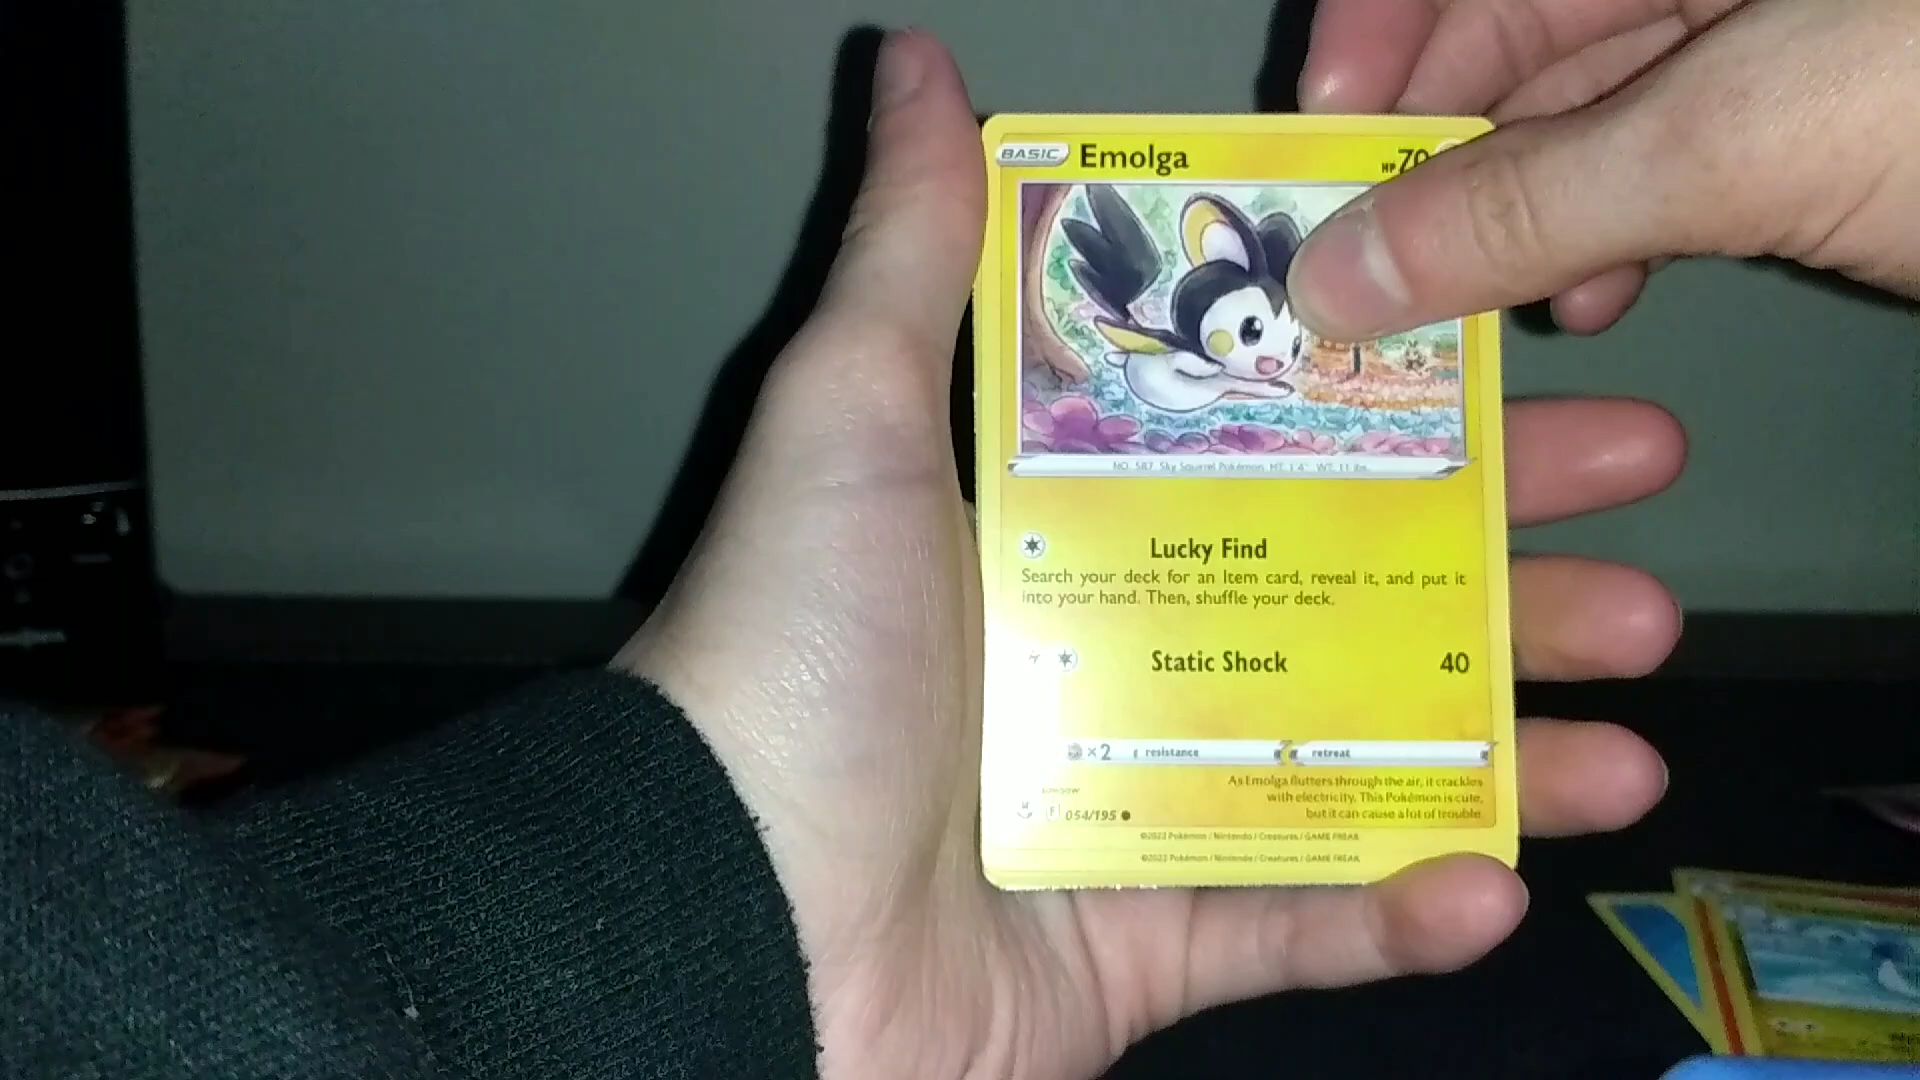 BASIC Emolga HP 70
NO. 587 Sky Squirrel Pokémon HT: 1'4" WT: 11 lbs.
Lucky Find
Search your deck for an Item card, reveal it, and put it
into your hand. Then, shuffle your deck.
Static Shock 40
×2 resistance retreat
As Emolga flutters through the air, it crackles
with electricity. This Pokémon is cute,
but it can cause a lot of trouble.
F 054/195
©2022 Pokémon / Nintendo / Creatures / GAME FREAK
©2022 Pokémon / Nintendo / Creatures / GAME FREAK